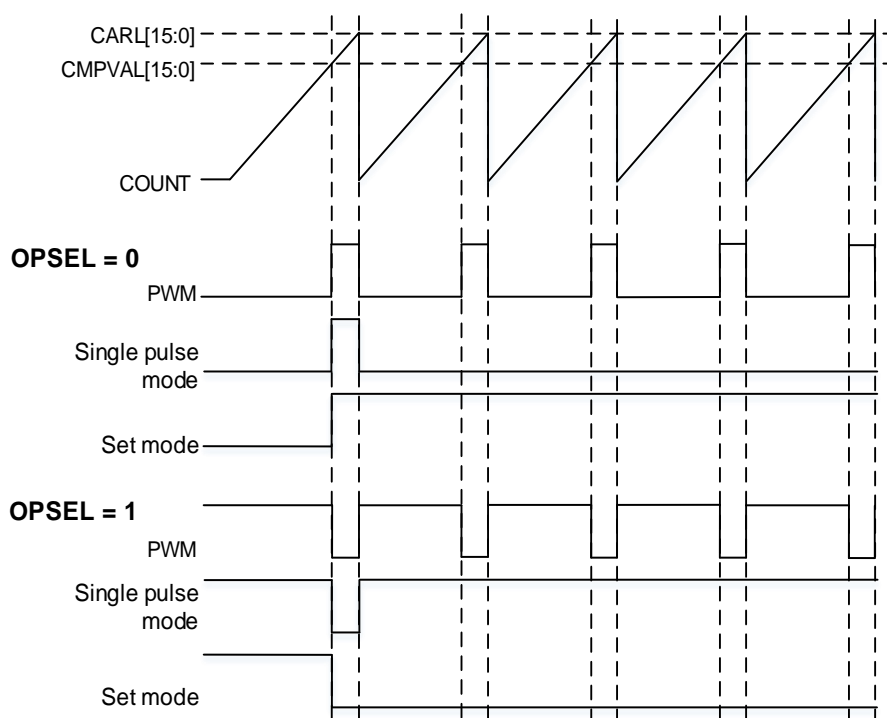 CARL[15:0]
CMPVAL[15:0]
COUNT
OPSEL = 0
PWM
Single pulse
mode
Set mode
OPSEL = 1
PWM
Single pulse
mode
Set mode